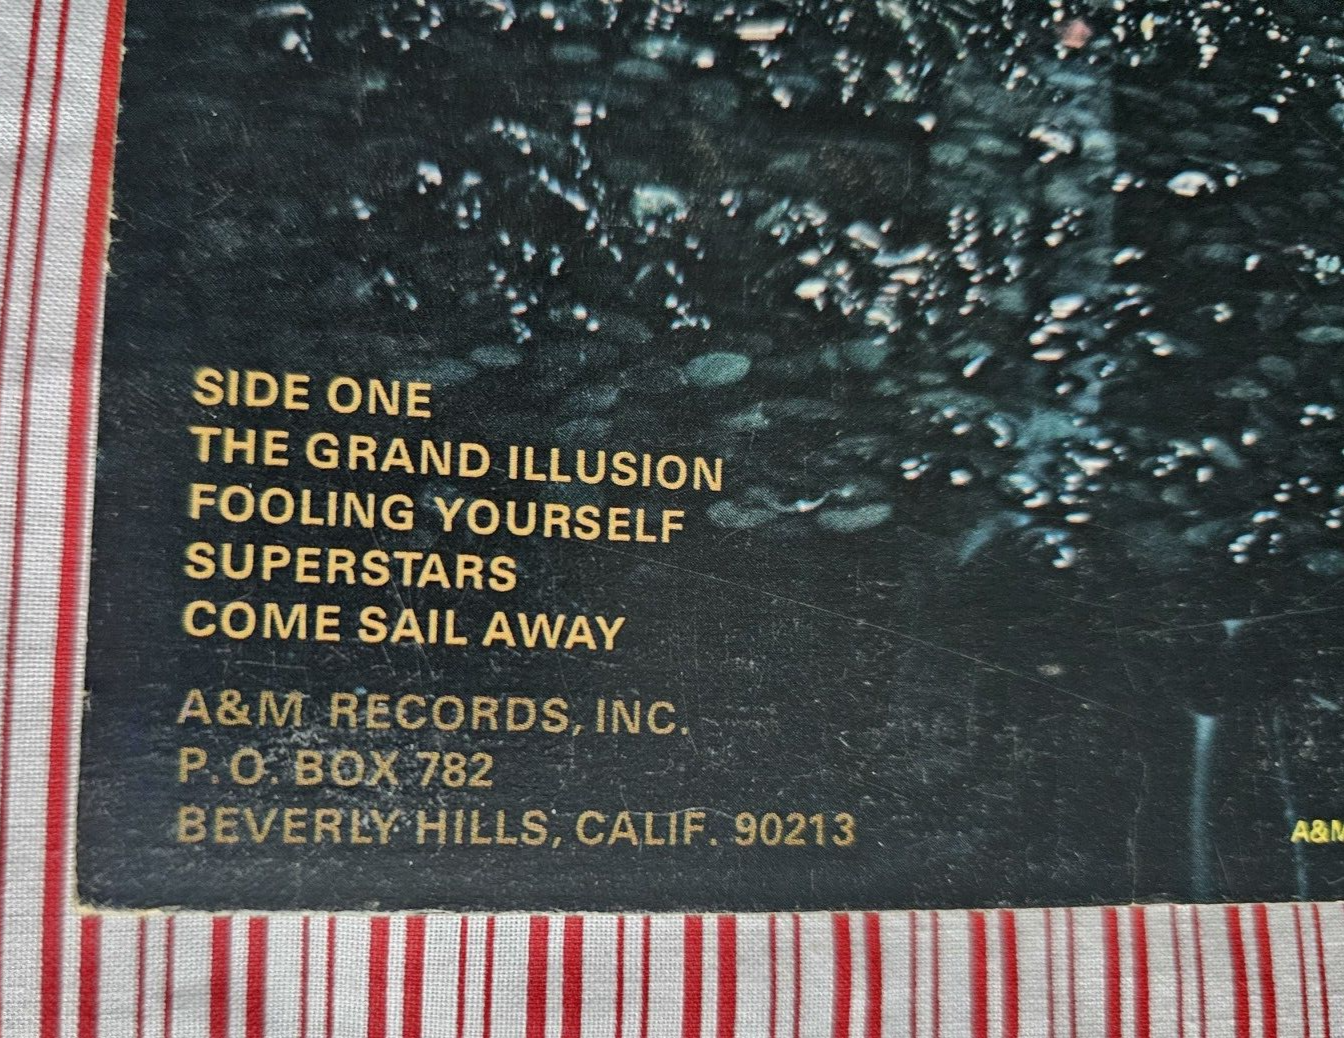 SIDE ONE
THE GRAND ILLUSION
FOOLING YOURSELF
SUPERSTARS
COME SAIL AWAY
A&M RECORDS, INC.
P.O. BOX 782
BEVERLY HILLS, CALIF. 90213
A&M